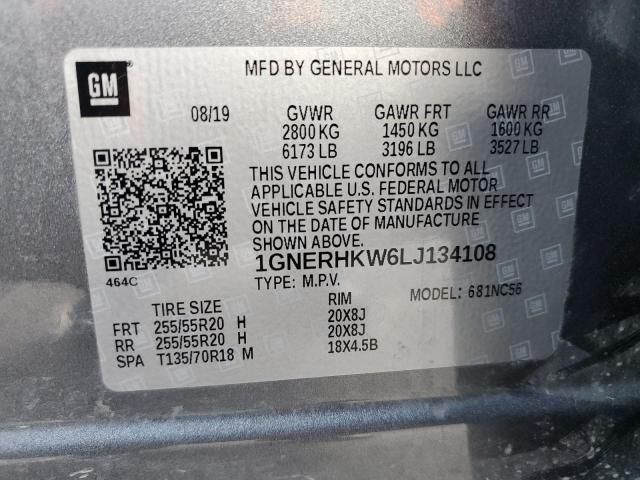 GM
MFD BY GENERAL MOTORS LLC
08/19 GVWR GAWR FRT GAWR RR
2800 KG 1450 KG 1600 KG
6173 LB 3196 LB 3527 LB
THIS VEHICLE CONFORMS TO ALL
APPLICABLE U.S. FEDERAL MOTOR
VEHICLE SAFETY STANDARDS IN EFFECT
ON THE DATE OF MANUFACTURE
SHOWN ABOVE.
1GNERHKW6LJ134108
464C
TYPE: M.P.V. MODEL: 681NC56
TIRE SIZE RIM
FRT 255/55R20 H 20X8J
RR 255/55R20 H 20X8J
SPA T135/70R18 M 18X4.5B